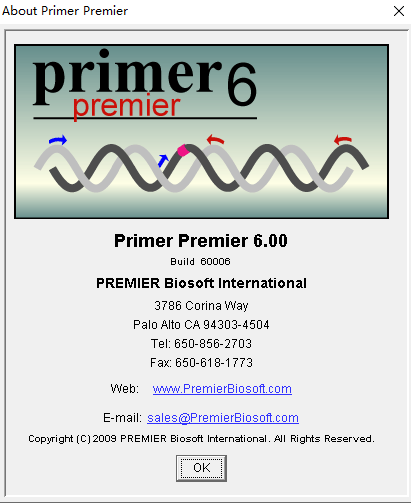 About Primer Premier
primer 6
premier
Primer Premier 6.00
Build 60006
PREMIER Biosoft International
3786 Corina Way
Palo Alto CA 94303-4504
Tel: 650-856-2703
Fax: 650-618-1773
Web: www.PremierBiosoft.com
E-mail: sales@PremierBiosoft.com
Copyright (C) 2009 PREMIER Biosoft International. All Rights Reserved.
OK